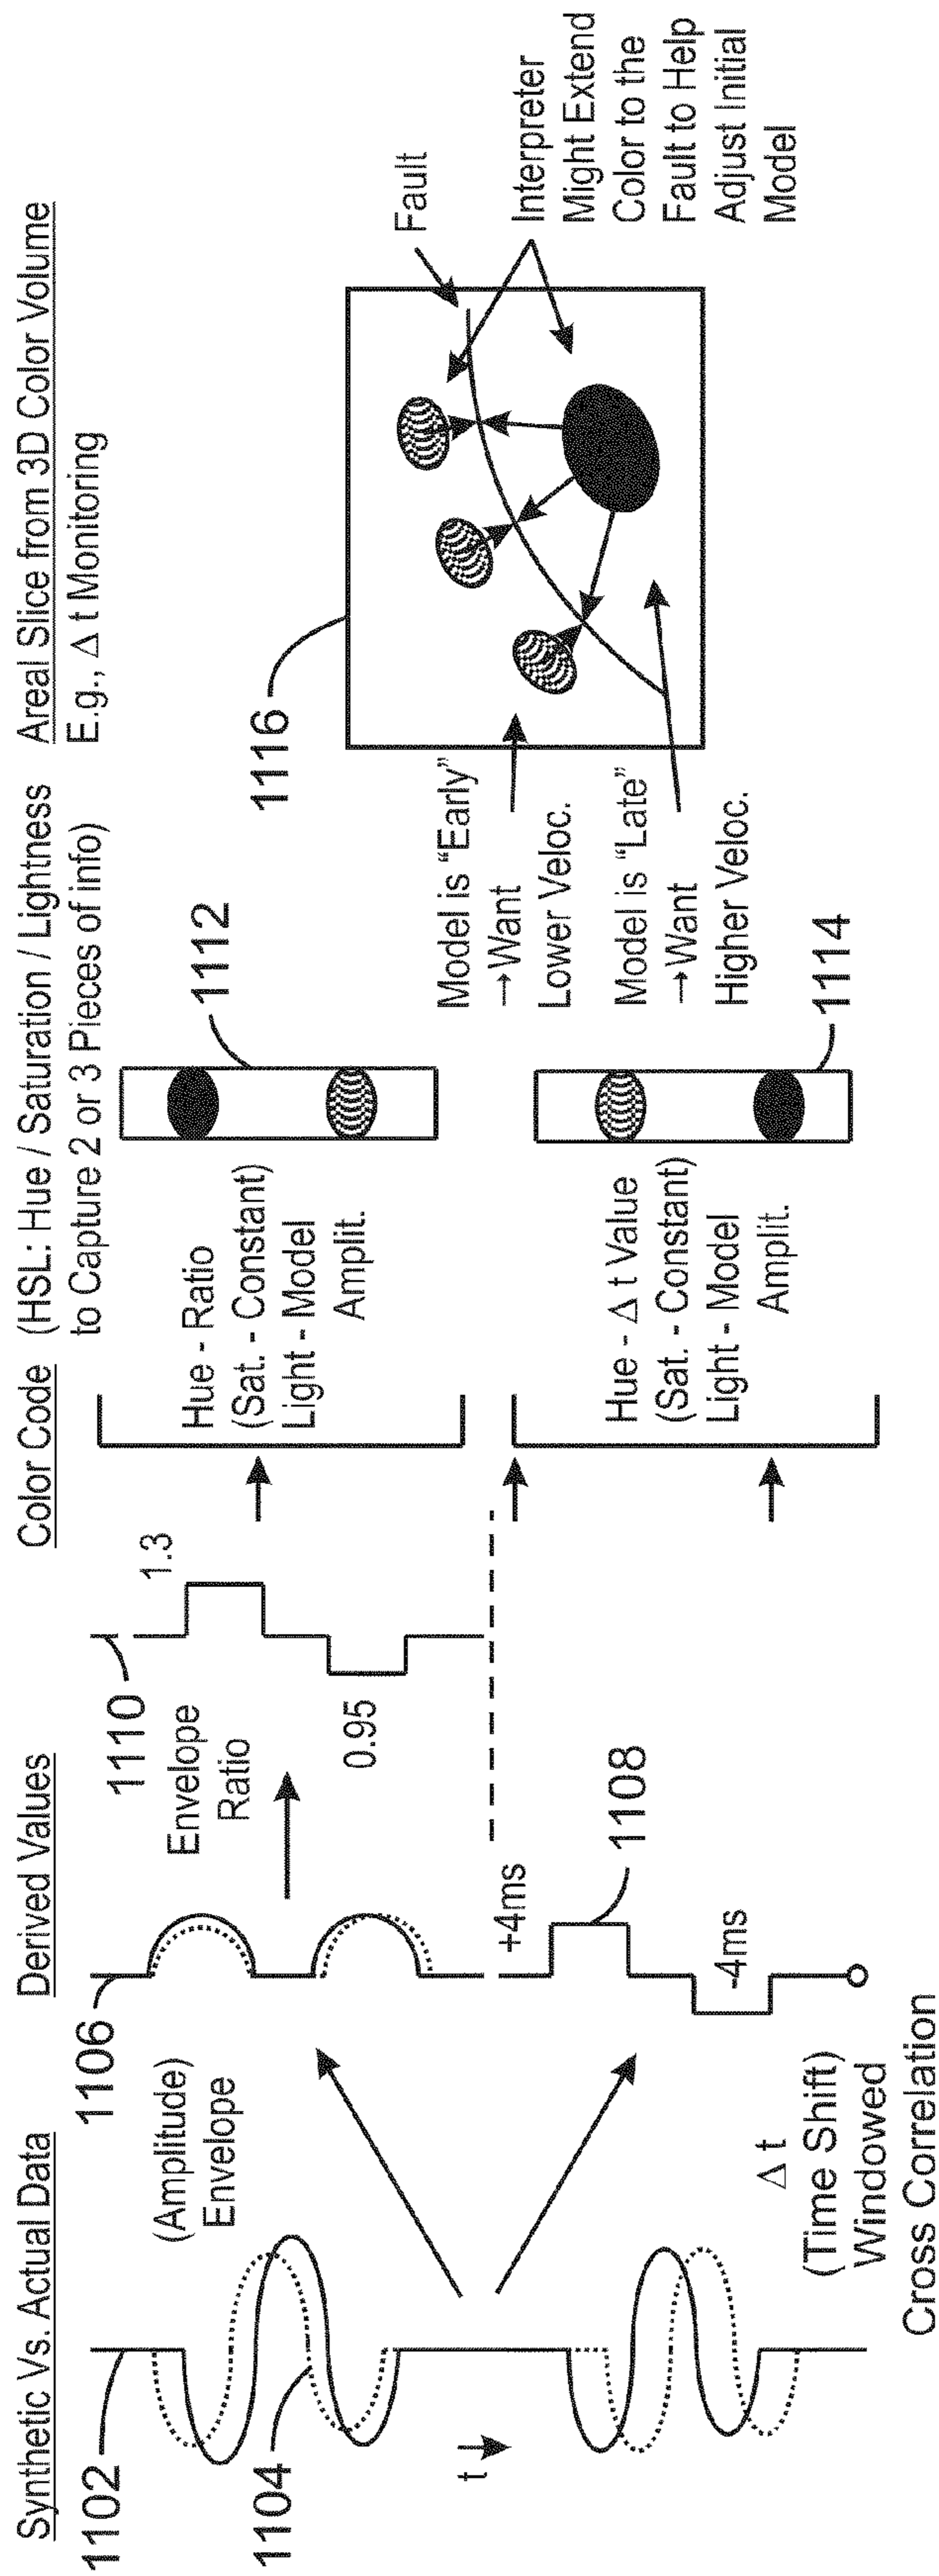 Synthetic Vs. Actual Data
Derived Values
Color Code (HSL: Hue / Saturation / Lightness
to Capture 2 or 3 Pieces of info)
Areal Slice from 3D Color Volume
E.g., Δ t Monitoring
1102
1104
t
(Amplitude)
Envelope
1106
Envelope
Ratio
1110
1.3
0.95
Δ t
(Time Shift)
Windowed
Cross Correlation
+4ms
-4ms
1108
Hue - Ratio
(Sat. - Constant)
Light - Model
Amplit.
1112
Hue - Δ t Value
(Sat. - Constant)
Light - Model
Amplit.
1114
1116
Model is “Early”
→Want
Lower Veloc.
Model is “Late”
→Want
Higher Veloc.
Fault
Interpreter
Might Extend
Color to the
Fault to Help
Adjust Initial
Model